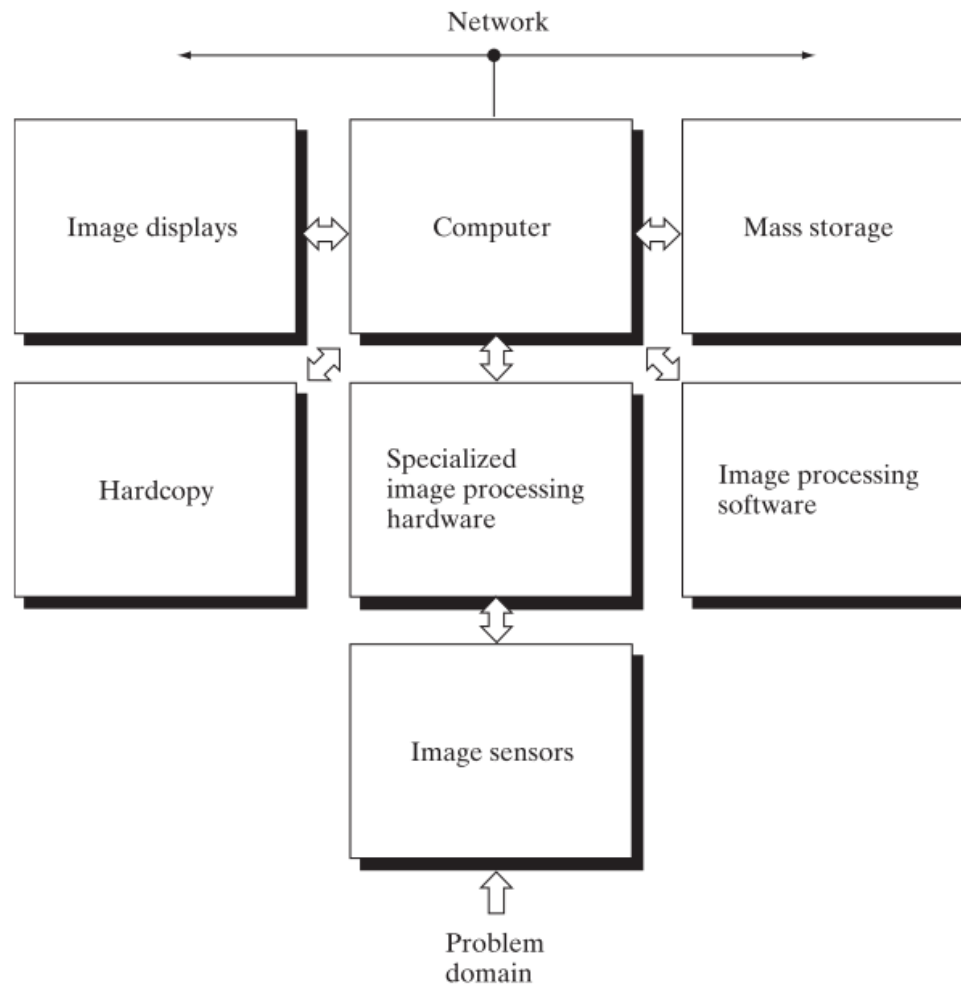 Network
Image displays
Computer
Mass storage
Hardcopy
Specialized
image processing
hardware
Image processing
software
Image sensors
Problem
domain